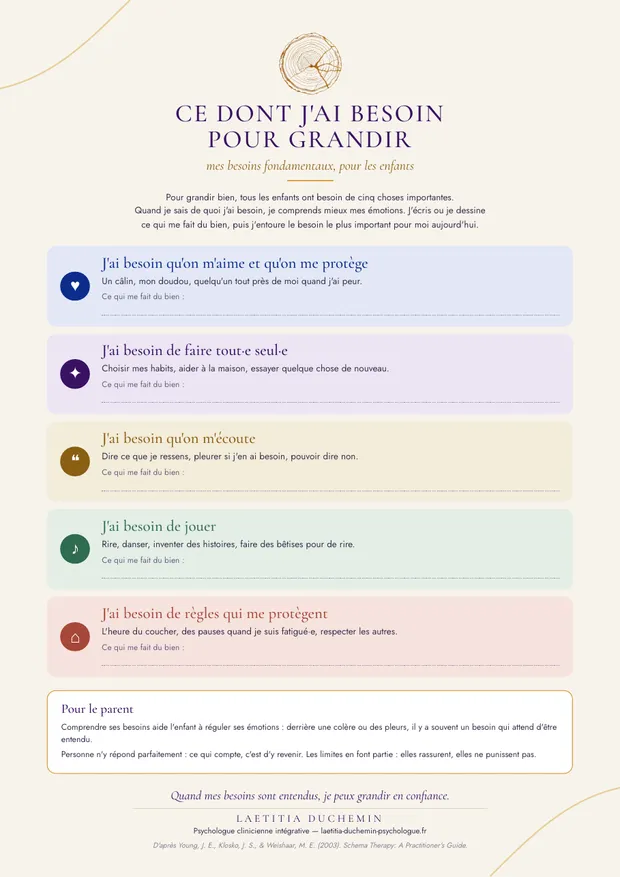 CE DONT J'AI BESOIN
POUR GRANDIR
mes besoins fondamentaux, pour les enfants
Pour grandir bien, tous les enfants ont besoin de cinq choses importantes.
Quand je sais de quoi j'ai besoin, je comprends mieux mes émotions. J'écris ou je dessine
ce qui me fait du bien, puis j'entoure le besoin le plus important pour moi aujourd'hui.
J'ai besoin qu'on m'aime et qu'on me protège
Un câlin, mon doudou, quelqu'un tout près de moi quand j'ai peur.
Ce qui me fait du bien :
J'ai besoin de faire tout·e seul·e
Choisir mes habits, aider à la maison, essayer quelque chose de nouveau.
Ce qui me fait du bien :
J'ai besoin qu'on m'écoute
Dire ce que je ressens, pleurer si j'en ai besoin, pouvoir dire non.
Ce qui me fait du bien :
J'ai besoin de jouer
Rire, danser, inventer des histoires, faire des bêtises pour de rire.
Ce qui me fait du bien :
J'ai besoin de règles qui me protègent
L'heure du coucher, des pauses quand je suis fatigué·e, respecter les autres.
Ce qui me fait du bien :
Pour le parent
Comprendre ses besoins aide l'enfant à réguler ses émotions : derrière une colère ou des pleurs, il y a souvent un besoin qui attend d'être
entendu.
Personne n'y répond parfaitement : ce qui compte, c'est d'y revenir. Les limites en font partie : elles rassurent, elles ne punissent pas.
Quand mes besoins sont entendus, je peux grandir en confiance.
LAETITIA DUCHEMIN
Psychologue clinicienne intégrative — laetitia-duchemin-psychologue.fr
D'après Young, J. E., Klosko, J. S., & Weishaar, M. E. (2003). Schema Therapy: A Practitioner's Guide.